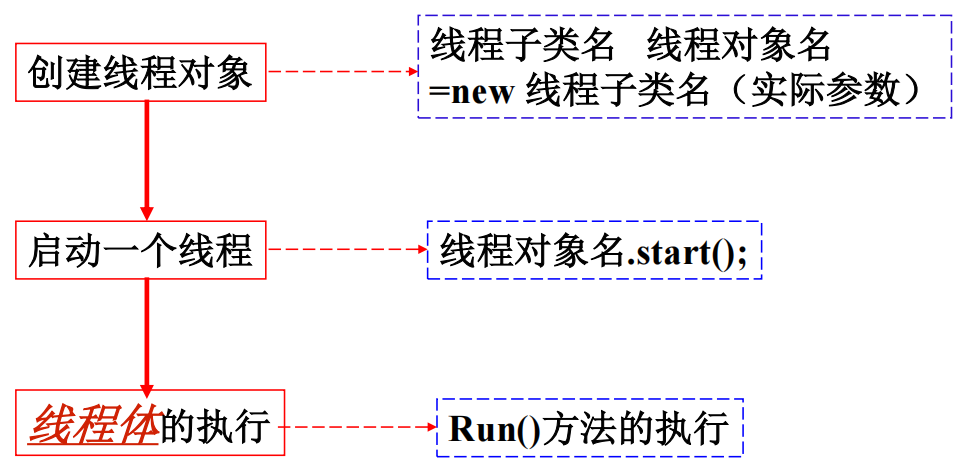 创建线程对象
线程子类名 线程对象名
=new 线程子类名（实际参数）
启动一个线程
线程对象名.start();
线程体的执行
Run()方法的执行